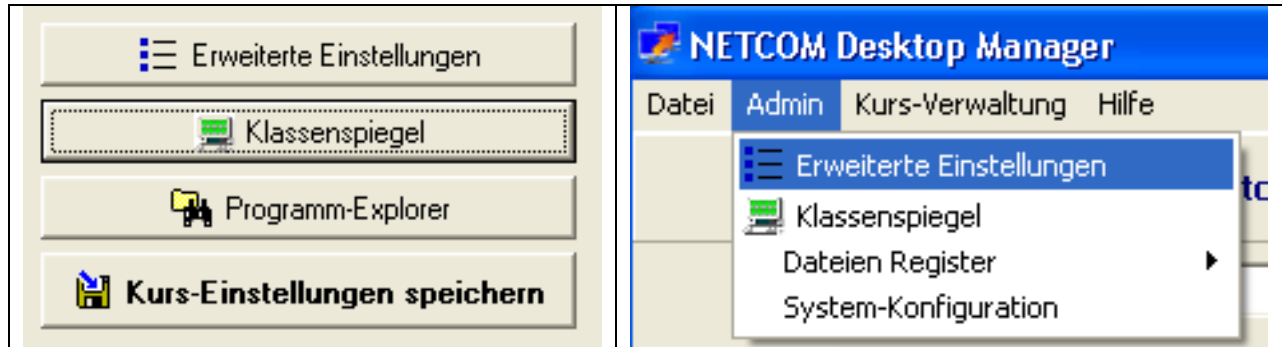 Erweiterte Einstellungen
Klassenspiegel
Programm-Explorer
Kurs-Einstellungen speichern
NETCOM Desktop Manager
Datei Admin Kurs-Verwaltung Hilfe
Erweiterte Einstellungen
Klassenspiegel
Dateien Register
System-Konfiguration